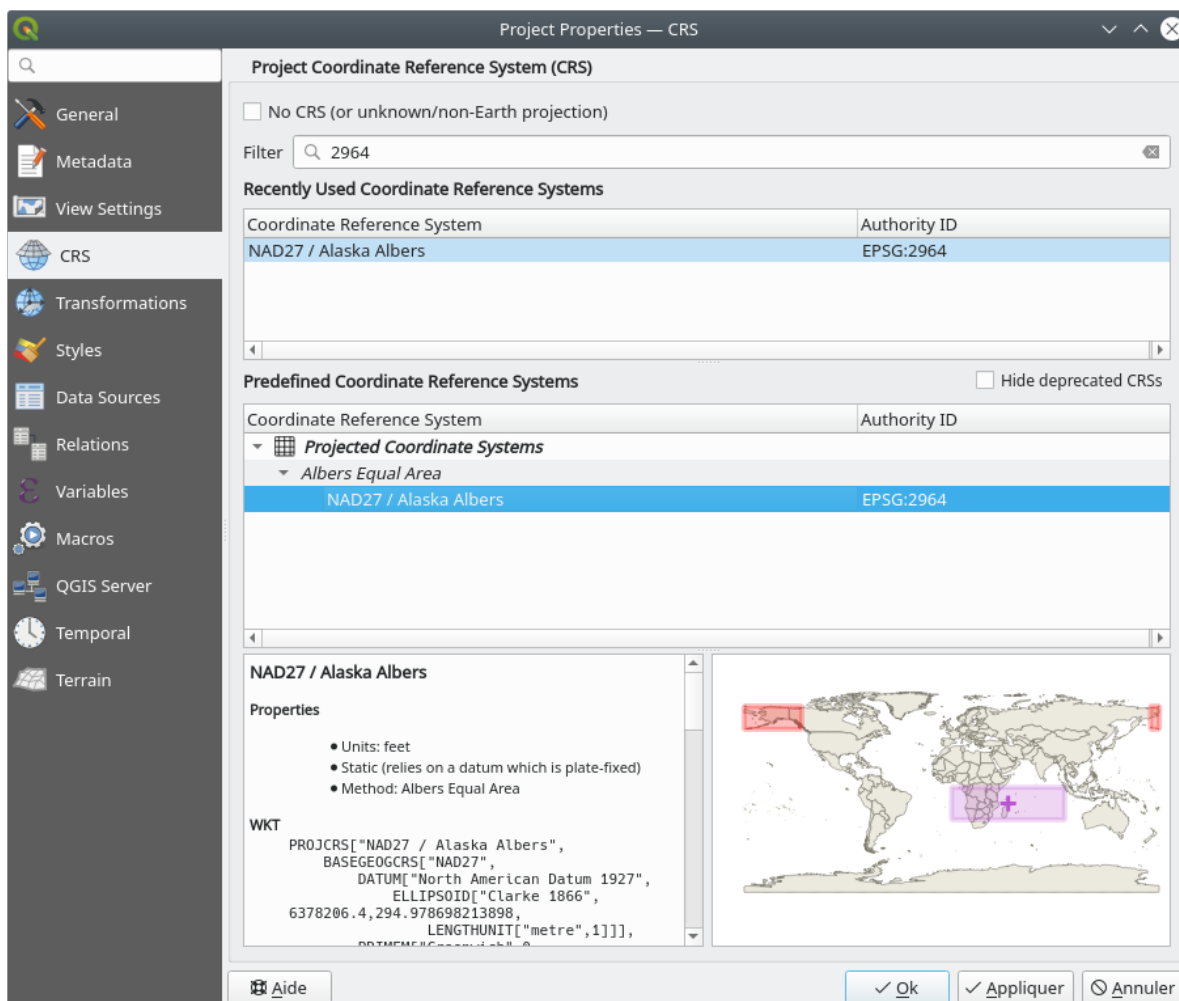 Project Properties — CRS
Project Coordinate Reference System (CRS)
General
Metadata
View Settings
CRS
Transformations
Styles
Data Sources
Relations
Variables
Macros
QGIS Server
Temporal
Terrain
No CRS (or unknown/non-Earth projection)
Filter 2964
Recently Used Coordinate Reference Systems
Coordinate Reference System Authority ID
NAD27 / Alaska Albers EPSG:2964
Predefined Coordinate Reference Systems Hide deprecated CRSs
Coordinate Reference System Authority ID
Projected Coordinate Systems
Albers Equal Area
NAD27 / Alaska Albers EPSG:2964
NAD27 / Alaska Albers
Properties
• Units: feet
• Static (relies on a datum which is plate-fixed)
• Method: Albers Equal Area
WKT
PROJCRS["NAD27 / Alaska Albers",
BASEGEOGCRS["NAD27",
DATUM["North American Datum 1927",
ELLIPSOID["Clarke 1866",
6378206.4,294.978698213898,
LENGTHUNIT["metre",1]]],
PRIMEM["Greenwich",0,
Aide
Ok
Appliquer
Annuler